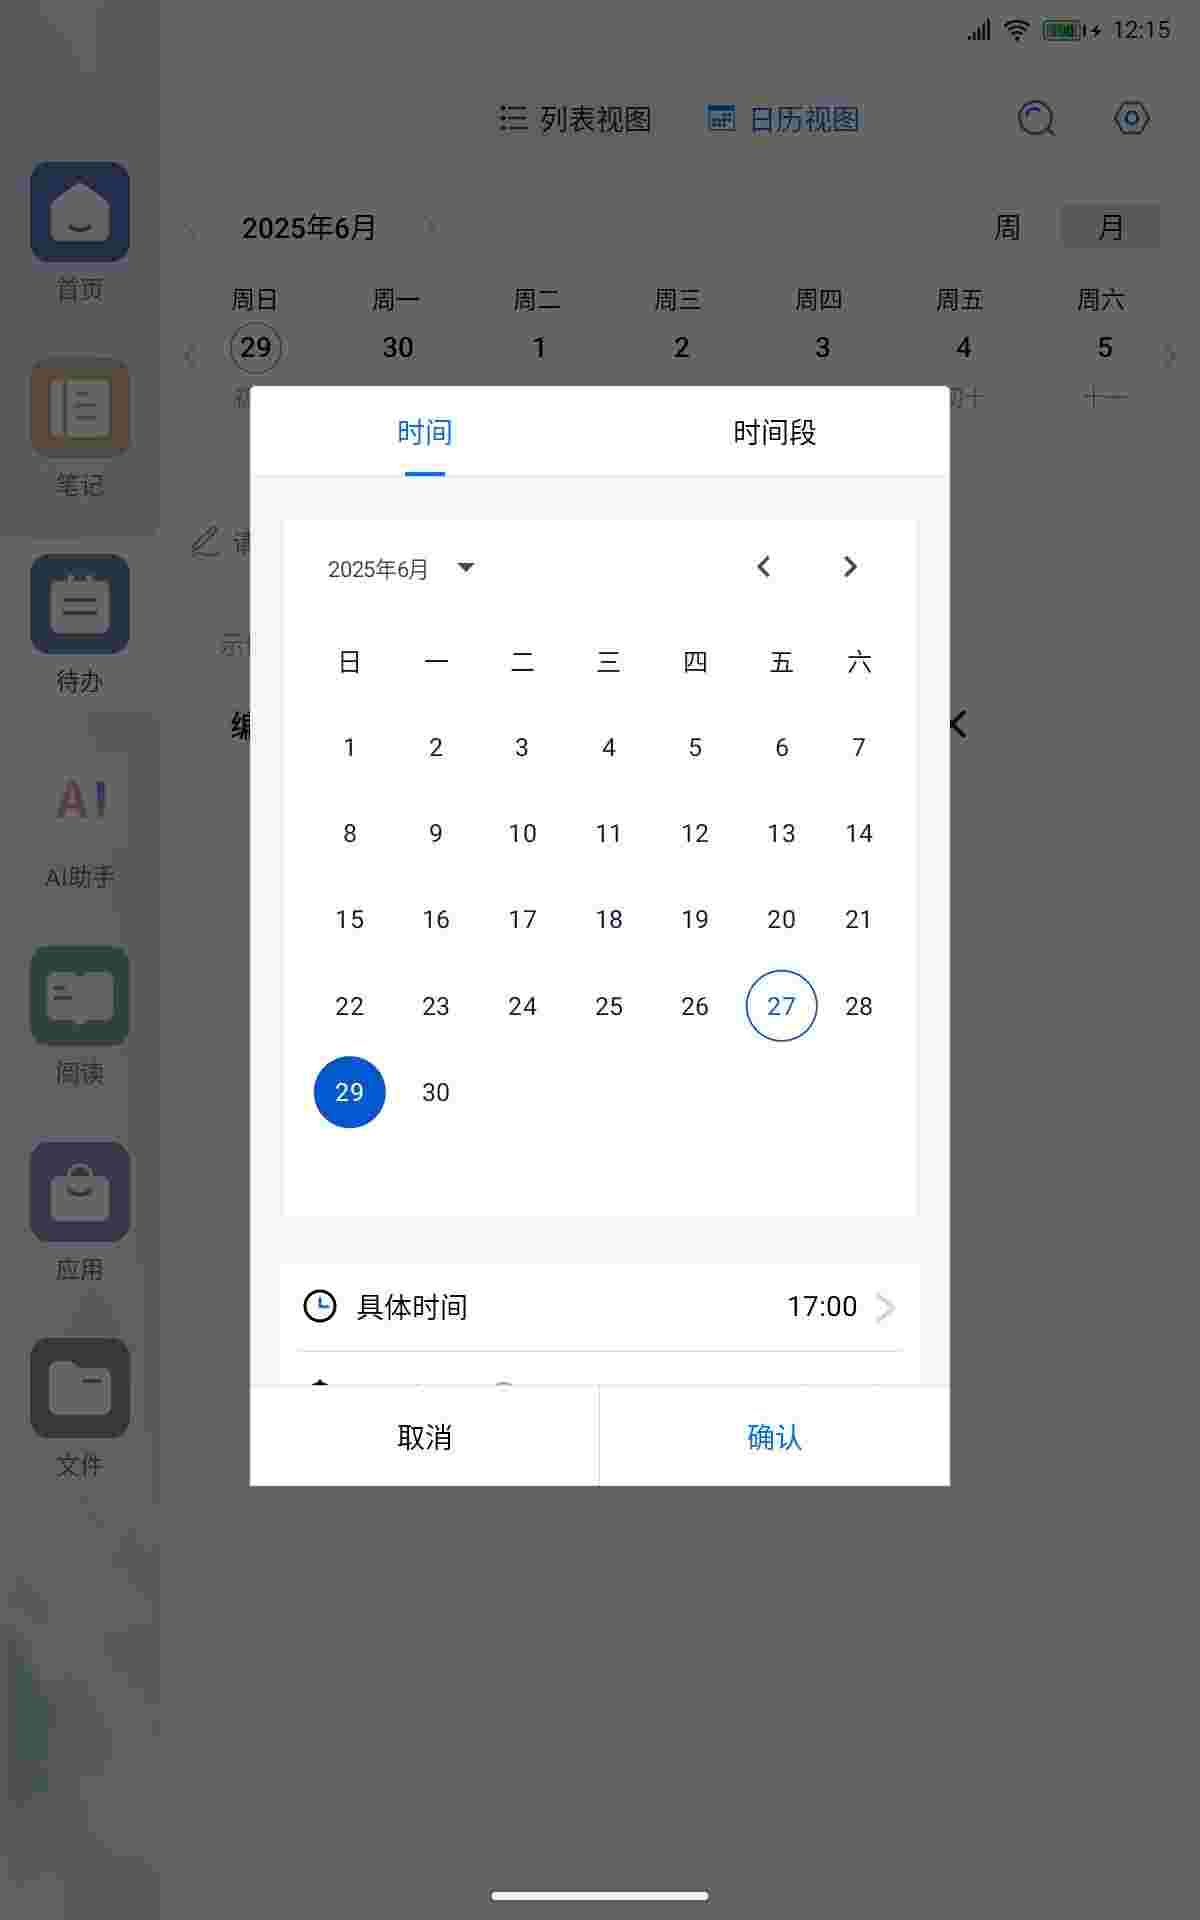 12:15
列表视图 日历视图
2025年6月 周 月
周日 周一 周二 周三 周四 周五 周六
29 30 1 2 3 4 5
初十 十一
首页
笔记
待办
AI
AI助手
阅读
应用
文件
请
示
编
时间 时间段
2025年6月
日 一 二 三 四 五 六
1 2 3 4 5 6 7
8 9 10 11 12 13 14
15 16 17 18 19 20 21
22 23 24 25 26 27 28
29 30
具体时间 17:00
取消 确认